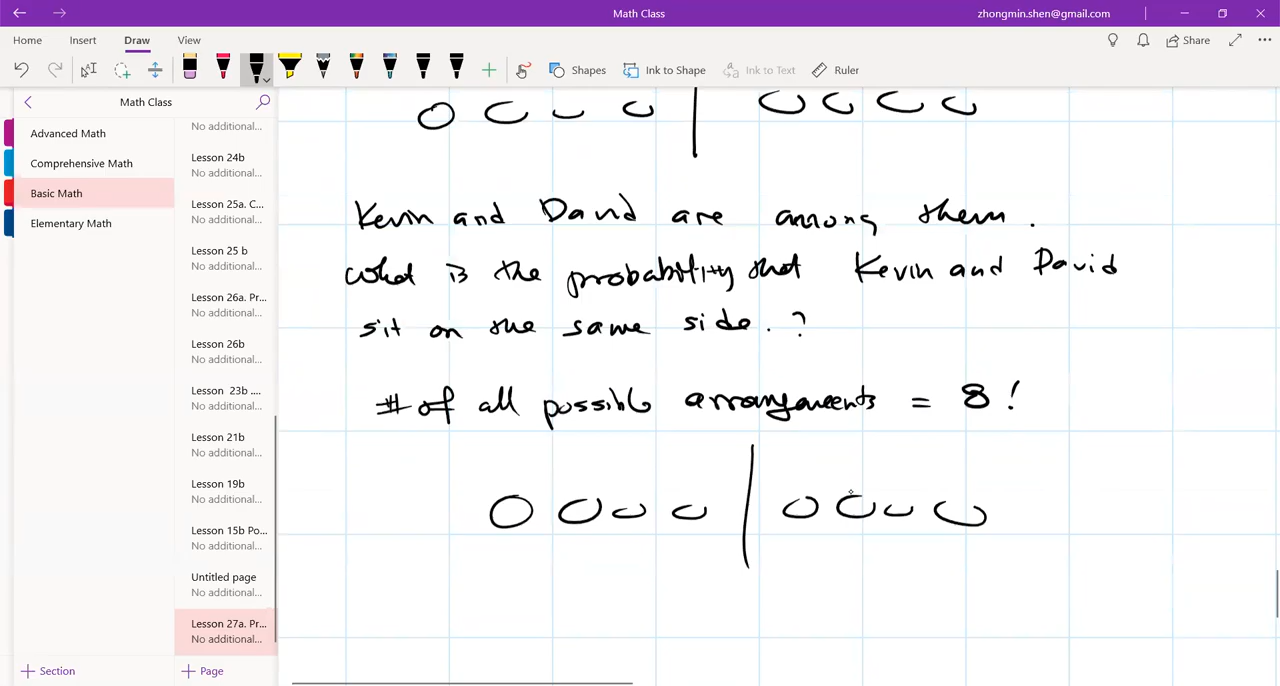 Math Class
zhongmin.shen@gmail.com
Home Insert Draw View
Share
Shapes
Ink to Shape
Ink to Text
Ruler
Math Class
Advanced Math
Comprehensive Math
Basic Math
Elementary Math
No additional...
Lesson 24b
No additional...
Lesson 25a. C...
No additional...
Lesson 25 b
No additional...
Lesson 26a. Pr...
No additional...
Lesson 26b
No additional...
Lesson 23b ....
No additional...
Lesson 21b
No additional...
Lesson 19b
No additional...
Lesson 15b Po...
No additional...
Untitled page
No additional...
Lesson 27a. Pr...
No additional...
Section
Page
Kevin and David are among them.
What is the probability that Kevin and David
sit on the same side.?
# of all possible arrangements = 8!